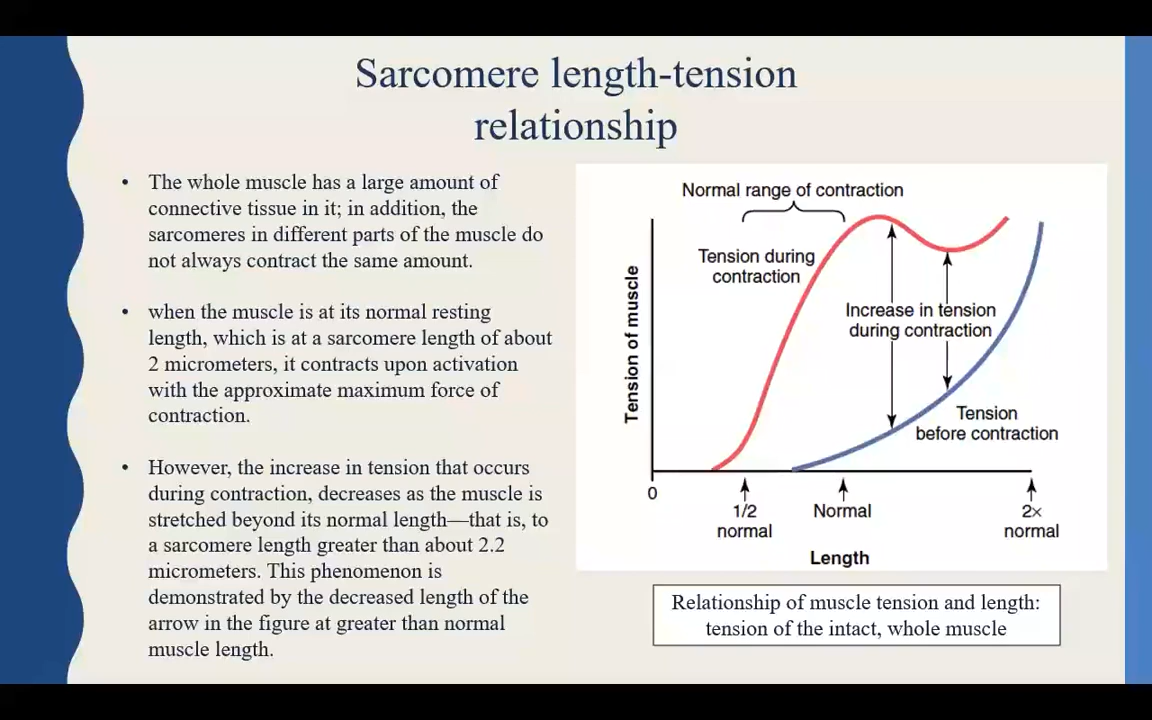 Sarcomere length-tension
relationship
• The whole muscle has a large amount of
connective tissue in it; in addition, the
sarcomeres in different parts of the muscle do
not always contract the same amount.
• when the muscle is at its normal resting
length, which is at a sarcomere length of about
2 micrometers, it contracts upon activation
with the approximate maximum force of
contraction.
• However, the increase in tension that occurs
during contraction, decreases as the muscle is
stretched beyond its normal length—that is, to
a sarcomere length greater than about 2.2
micrometers. This phenomenon is
demonstrated by the decreased length of the
arrow in the figure at greater than normal
muscle length.
Normal range of contraction
Tension during
contraction
Increase in tension
during contraction
Tension
before contraction
Tension of muscle
0
1/2
normal
Normal
2×
normal
Length
Relationship of muscle tension and length:
tension of the intact, whole muscle